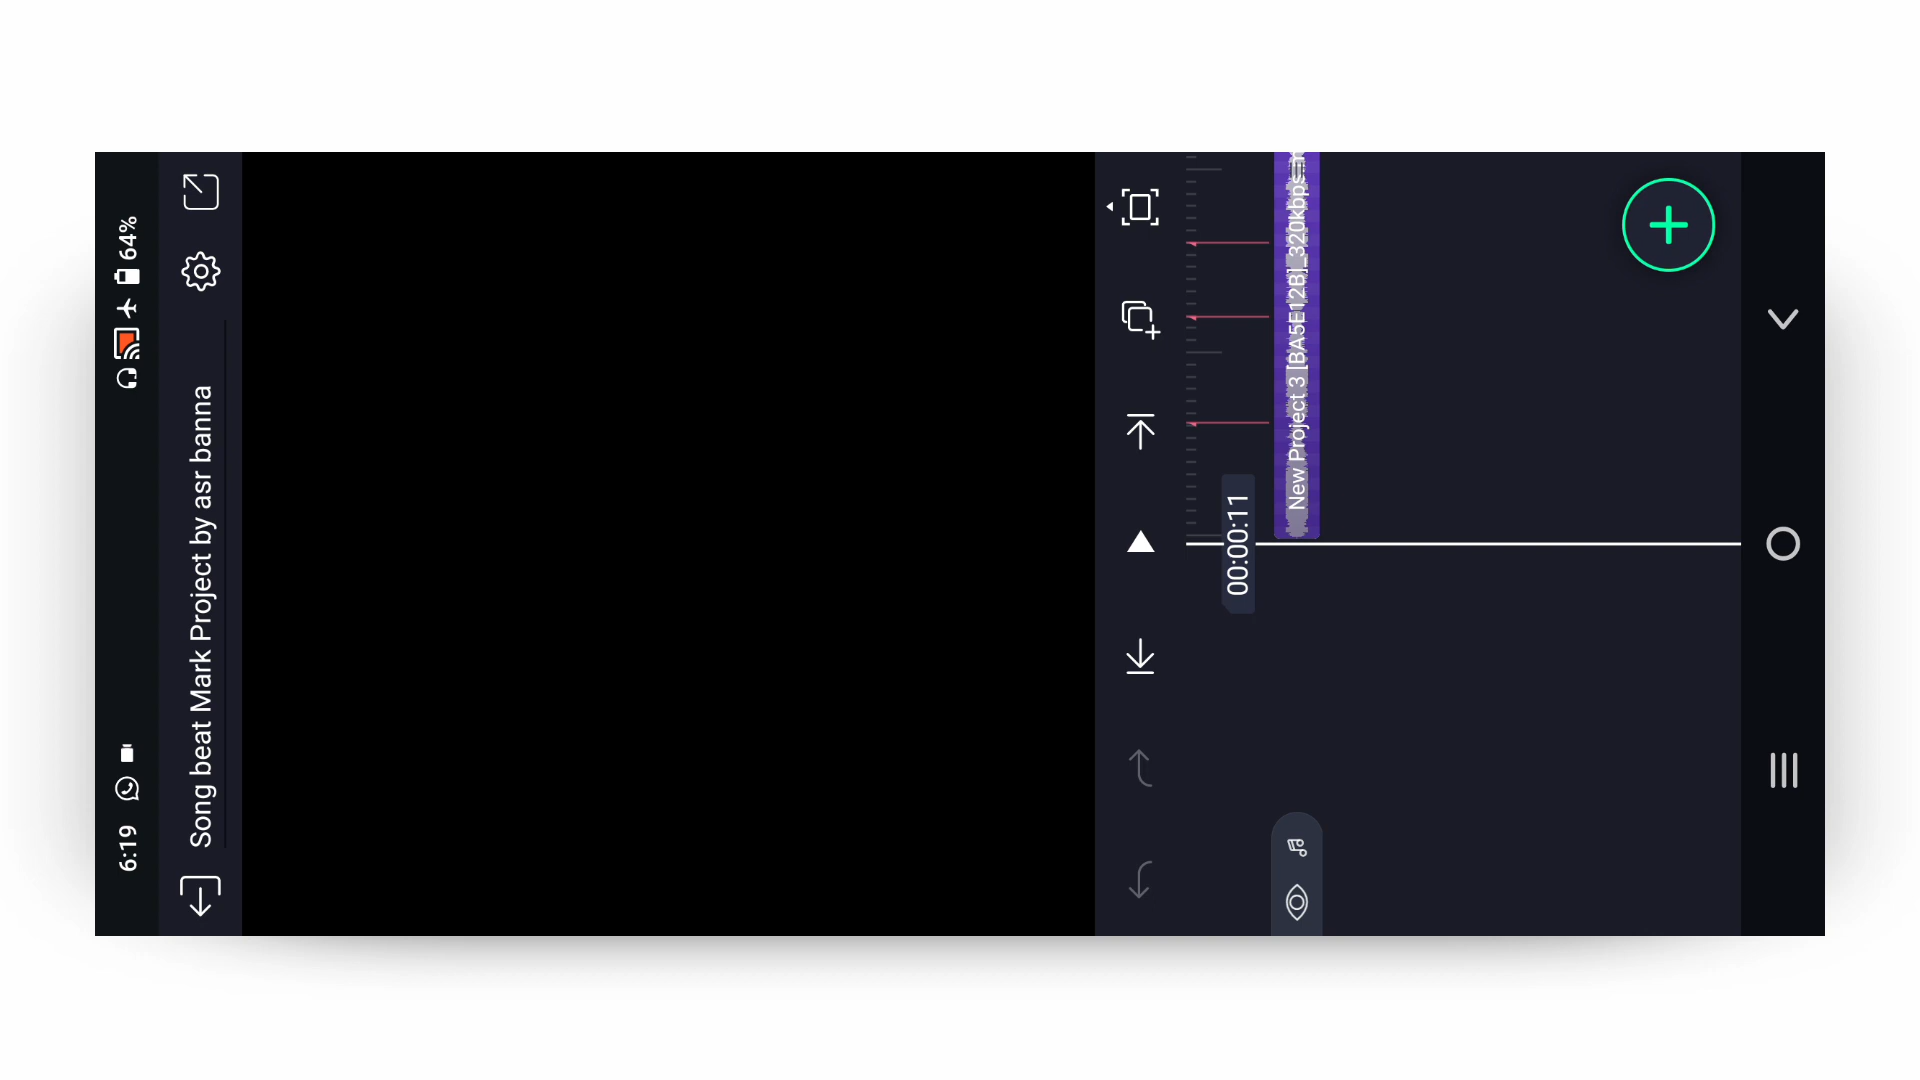 6:19
64%
Song beat Mark Project by asr banna
00:00:11
New Project 3 [BA5E12B]_320kbps